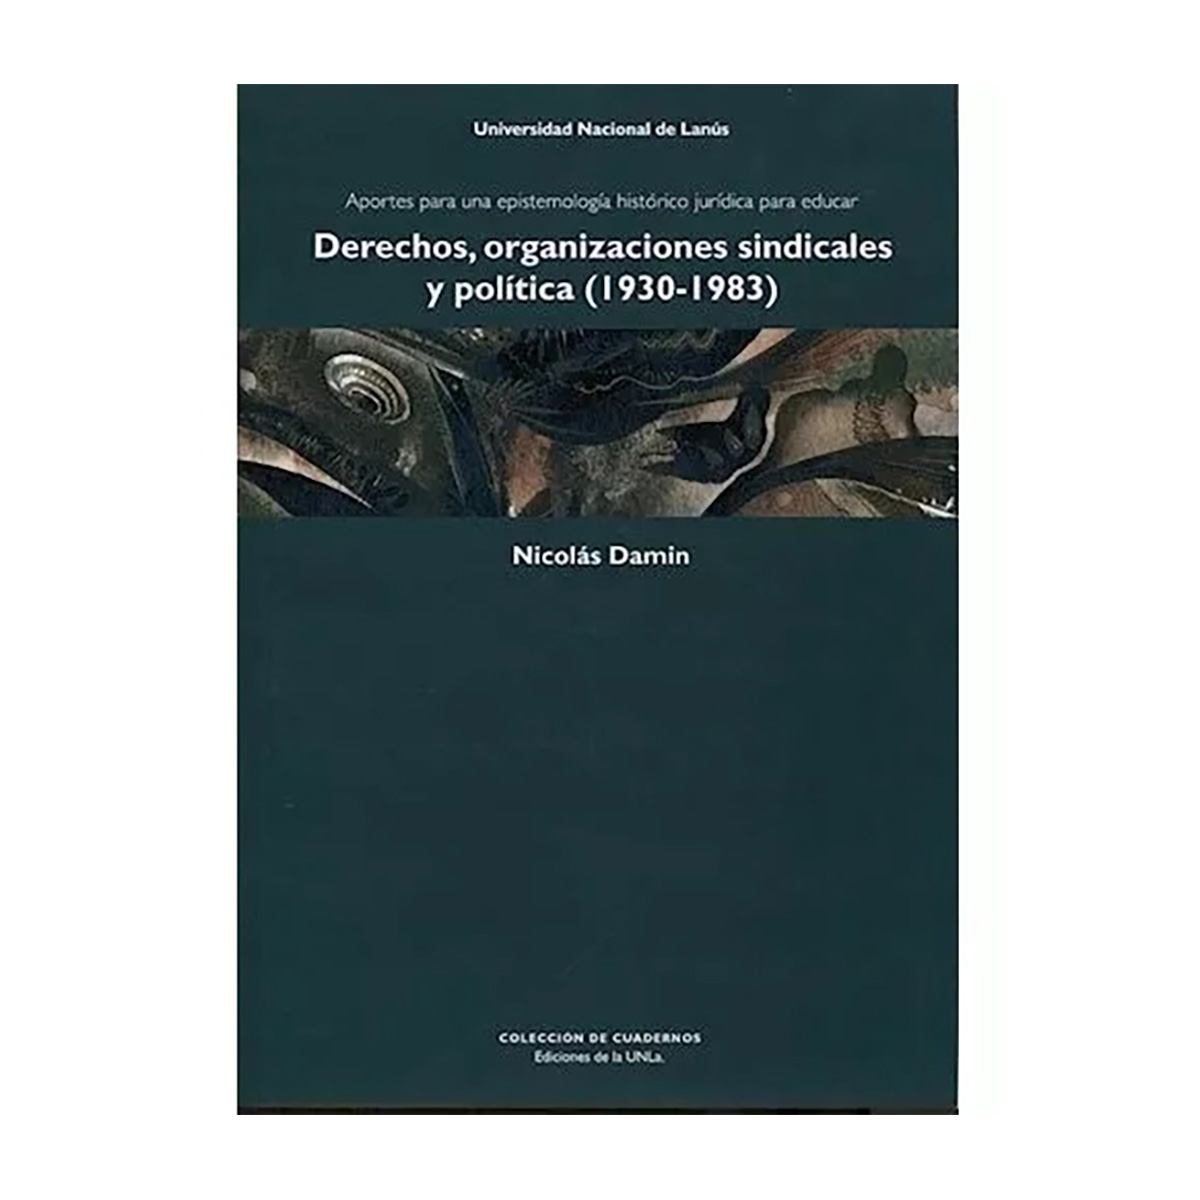 Universidad Nacional de Lanús
Aportes para una epistemología histórico jurídica para educar
Derechos, organizaciones sindicales
y política (1930-1983)
Nicolás Damin
COLECCIÓN DE CUADERNOS
Ediciones de la UNLa.